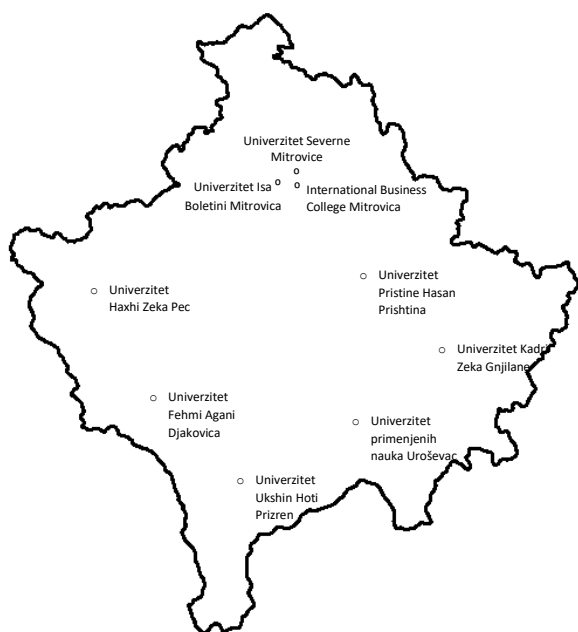 Univerzitet Severne
Mitrovice
Univerzitet Isa
Boletini Mitrovica
International Business
College Mitrovica
Univerzitet
Haxhi Zeka Pec
Univerzitet
Pristine Hasan
Prishtina
Univerzitet Kadri
Zeka Gnjilane
Univerzitet
Fehmi Agani
Djakovica
Univerzitet
primenjenih
nauka Uroševac
Univerzitet
Ukshin Hoti
Prizren